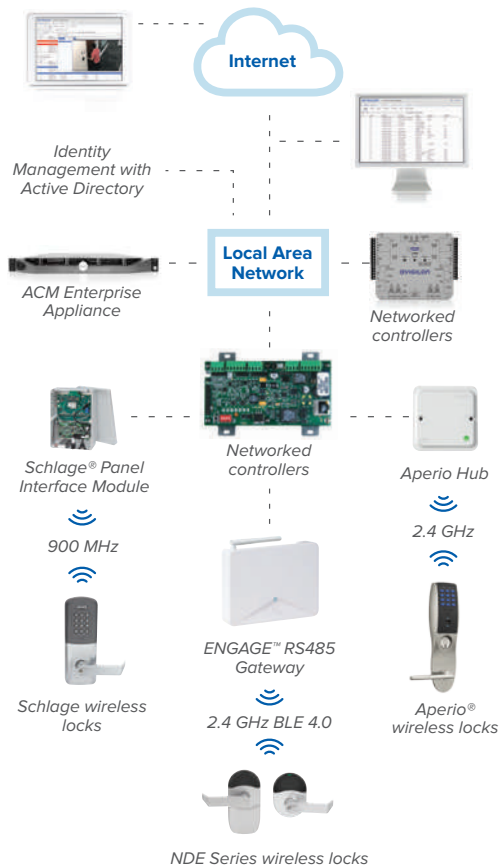 Internet
Identity
Management with
Active Directory
Local Area
Network
ACM Enterprise
Appliance
AVIGILON
Networked
controllers
Schlage® Panel
Interface Module
Networked
controllers
Aperio Hub
900 MHz
2.4 GHz
ENGAGE™ RS485
Gateway
Schlage wireless
locks
Aperio®
wireless locks
2.4 GHz BLE 4.0
NDE Series wireless locks